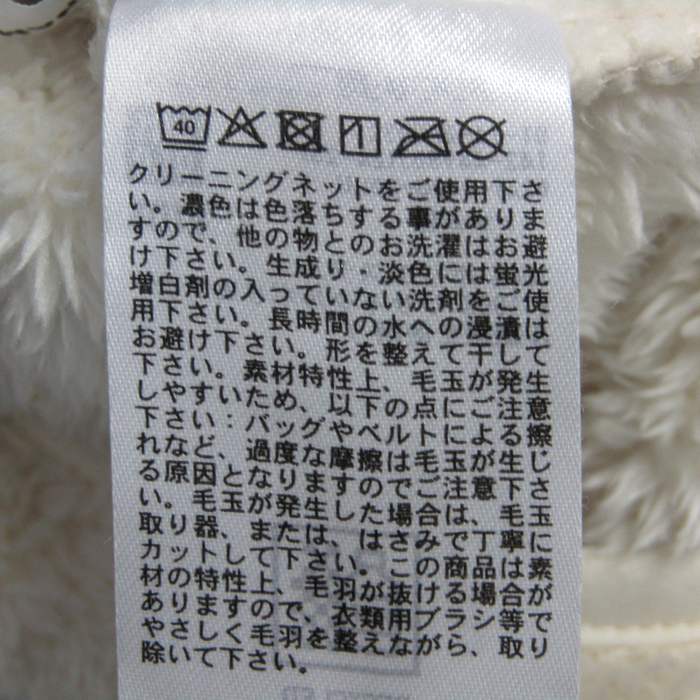 40
クリーニングネットをご使用下さ
い。濃色は色落ちする事がありま
すので、他の物とのお洗濯はお避
け下さい。生成り・淡色には蛍光
増白剤の入っていない洗剤をご使
用下さい。長時間の水への浸漬は
お避け下さい。形を整えて干して
下さい。素材特性上、毛玉が発生
しやすいため、以下の点にご注意
下さい：バッグやベルトによる擦
れなど、過度な摩擦は毛玉が生じ
る原因となりますのでご注意下さ
い。毛玉が発生した場合は、毛玉
取り器、または、はさみで丁寧に
カットして下さい。この商品は素
材の特性上、毛羽が抜ける場合が
ありますので、衣類用ブラシ等で
やさしく毛羽を整えながら、取り
除いて下さい。